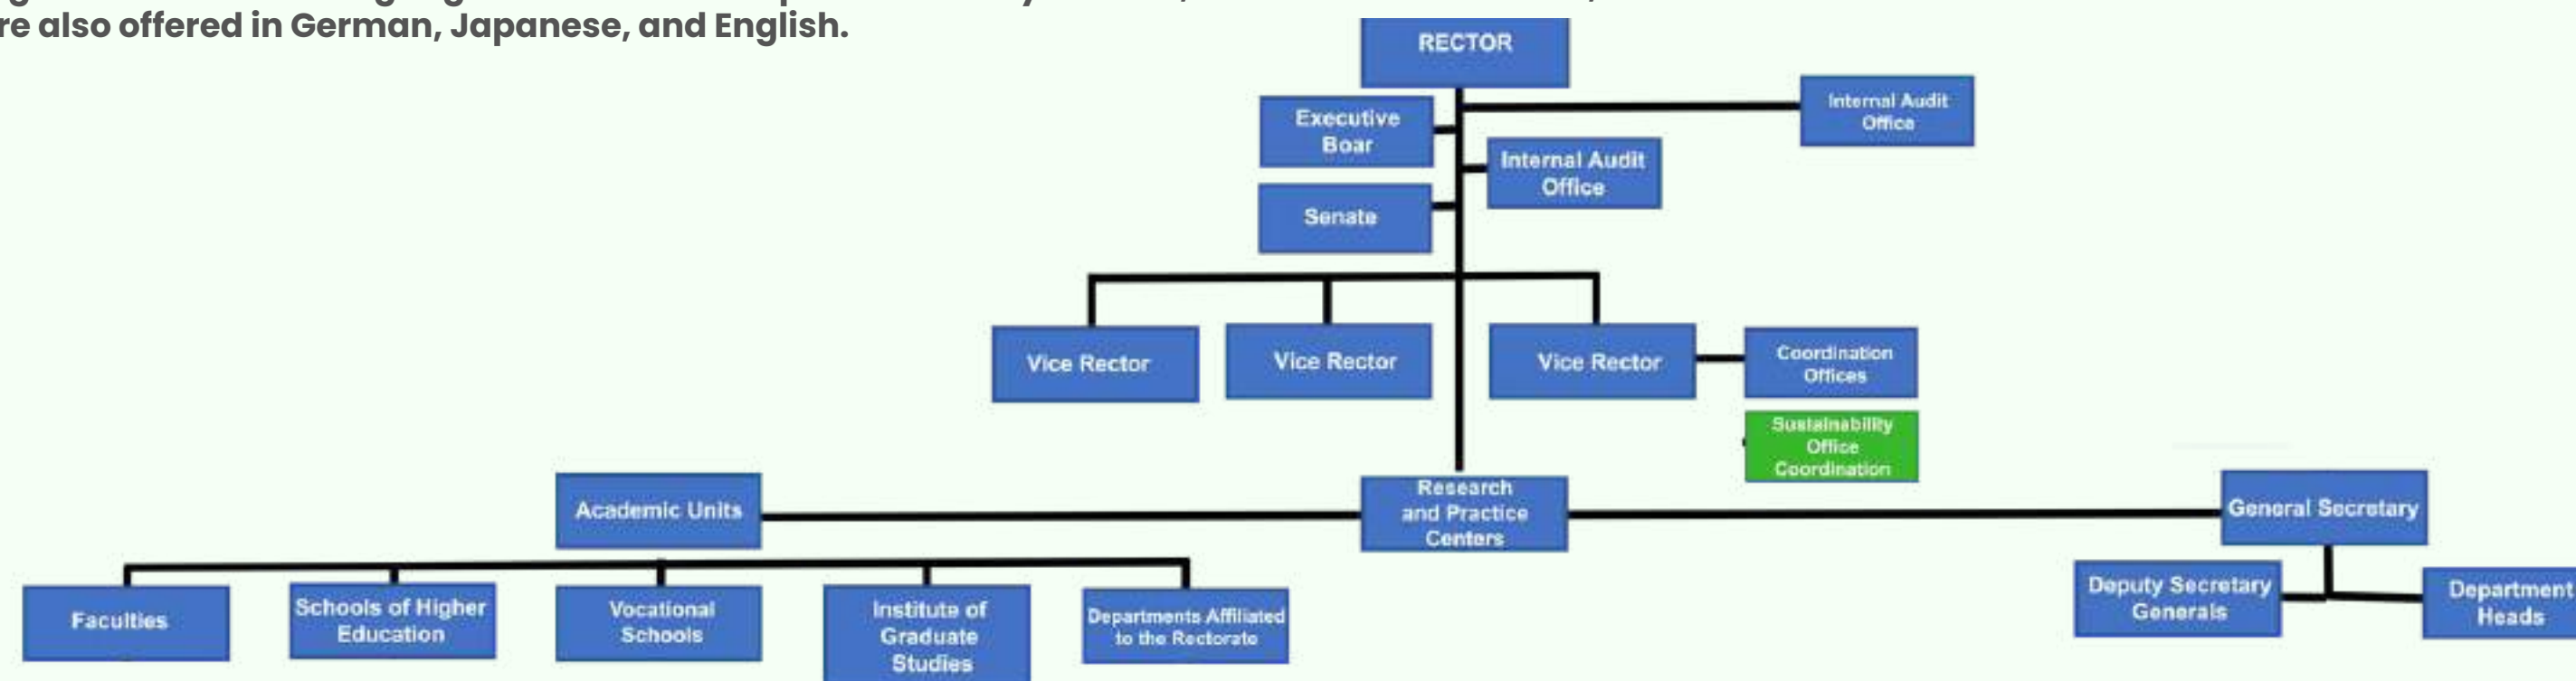 re also offered in German, Japanese, and English.
RECTOR
Internal Audit
Office
Executive
Boar
Internal Audit
Office
Senate
Vice Rector
Vice Rector
Vice Rector
Coordination
Offices
Sustainability
Office
Coordination
Academic Units
Research
and Practice
Centers
General Secretary
Faculties
Schools of Higher
Education
Vocational
Schools
Institute of
Graduate
Studies
Departments Affiliated
to the Rectorate
Deputy Secretary
Generals
Department
Heads